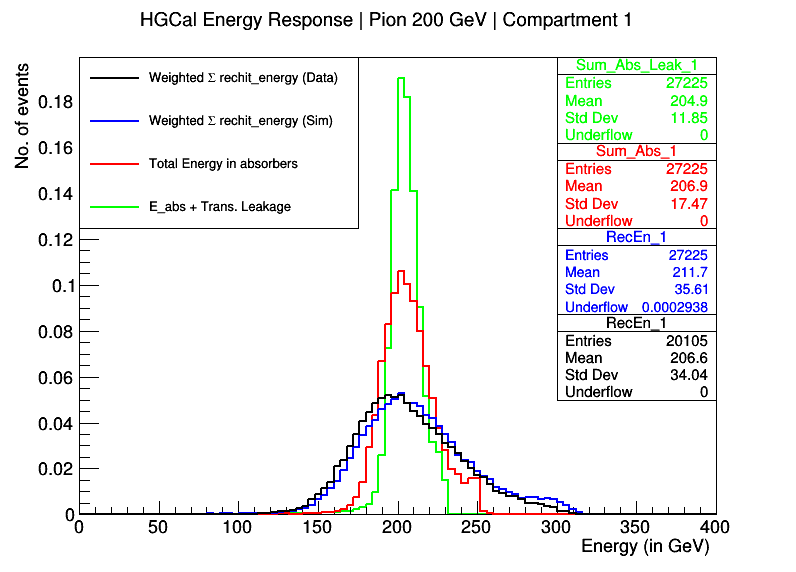 HGCal Energy Response | Pion 200 GeV | Compartment 1
No. of events
Weighted Σ rechit_energy (Data)
Weighted Σ rechit_energy (Sim)
Total Energy in absorbers
E_abs + Trans. Leakage
Sum_Abs_Leak_1
Entries 27225
Mean 204.9
Std Dev 11.85
Underflow 0
Sum_Abs_1
Entries 27225
Mean 206.9
Std Dev 17.47
Underflow 0
RecEn_1
Entries 27225
Mean 211.7
Std Dev 35.61
Underflow 0.0002938
RecEn_1
Entries 20105
Mean 206.6
Std Dev 34.04
Underflow 0
0.18
0.16
0.14
0.12
0.1
0.08
0.06
0.04
0.02
0
0 50 100 150 200 250 300 350 400
Energy (in GeV)